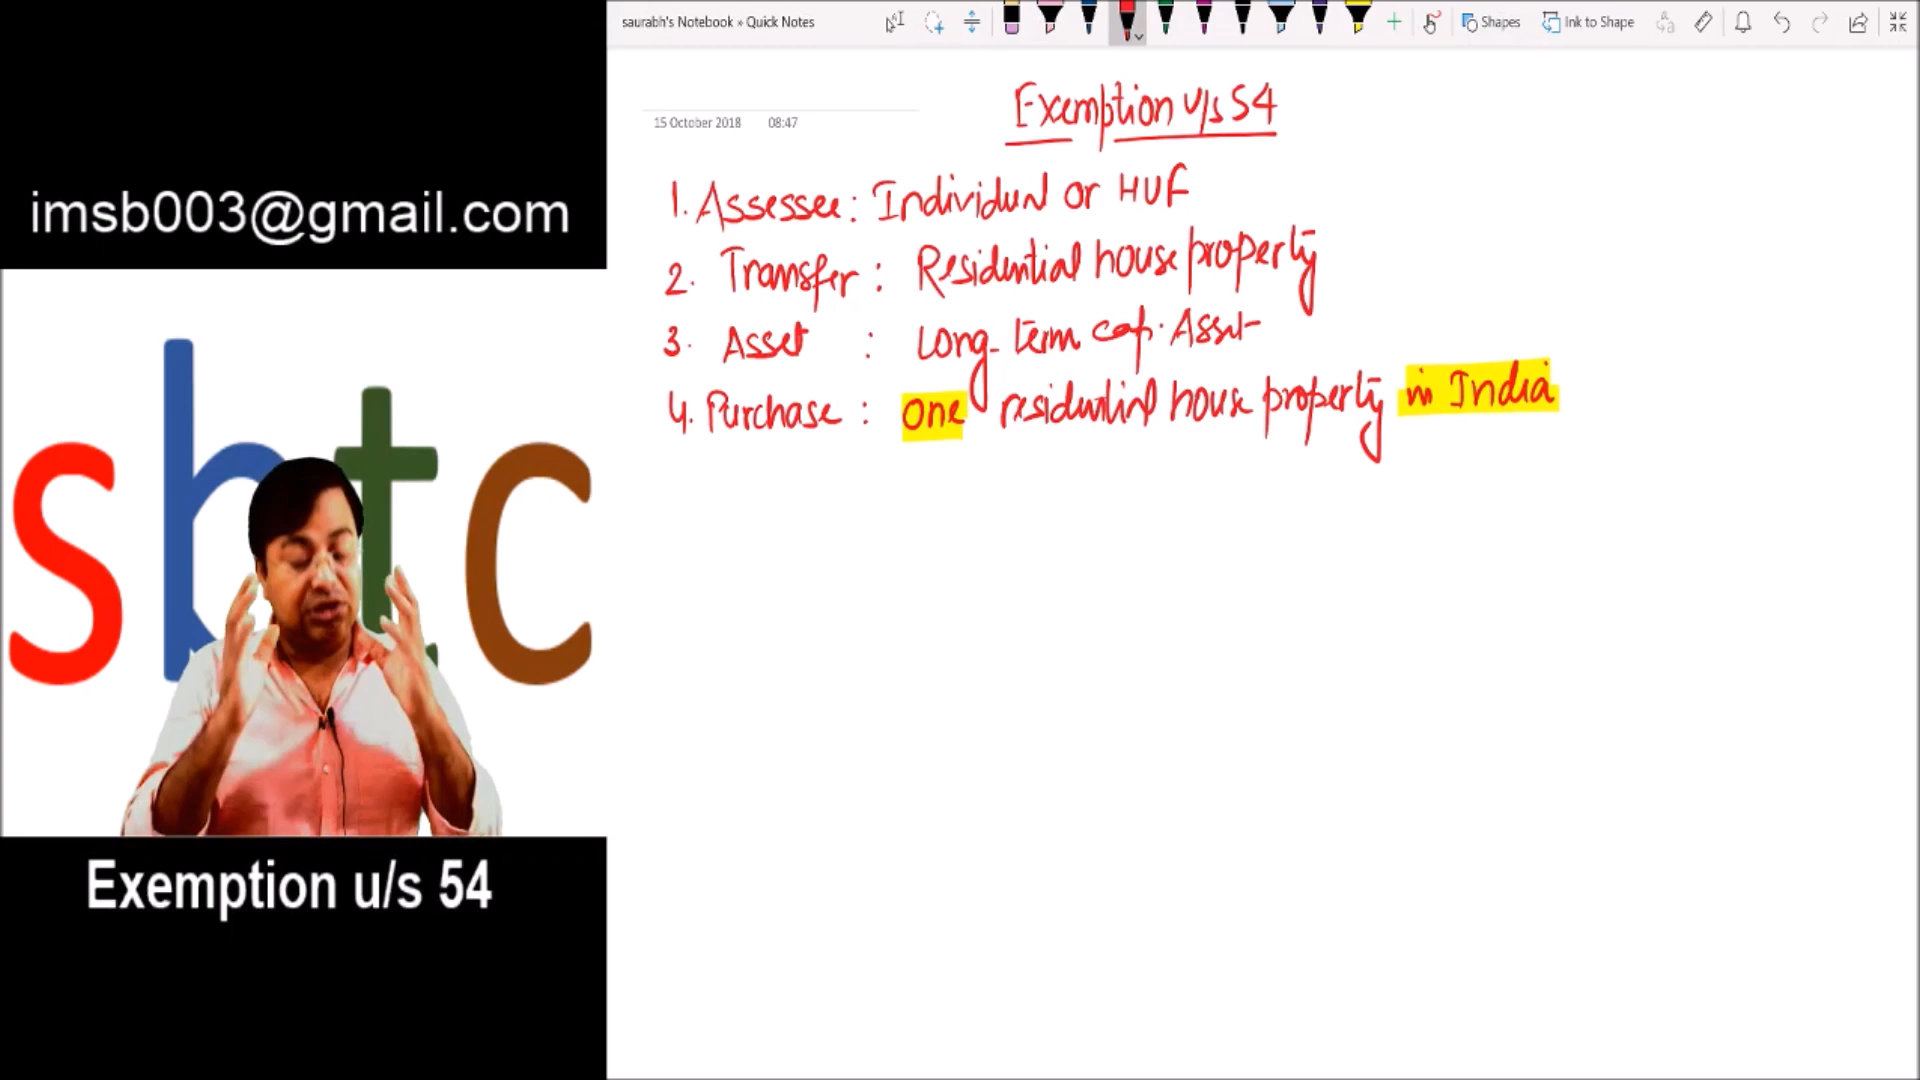 imsb003@gmail.com
sbtc
Exemption u/s 54
saurabh's Notebook » Quick Notes
Shapes
Ink to Shape
15 October 2018 08:47
Exemption u/s 54
1. Assessee: Individual or HUF
2. Transfer: Residential house property
3. Asset : Long-term cap. Asset
4. Purchase : one residential house property in India